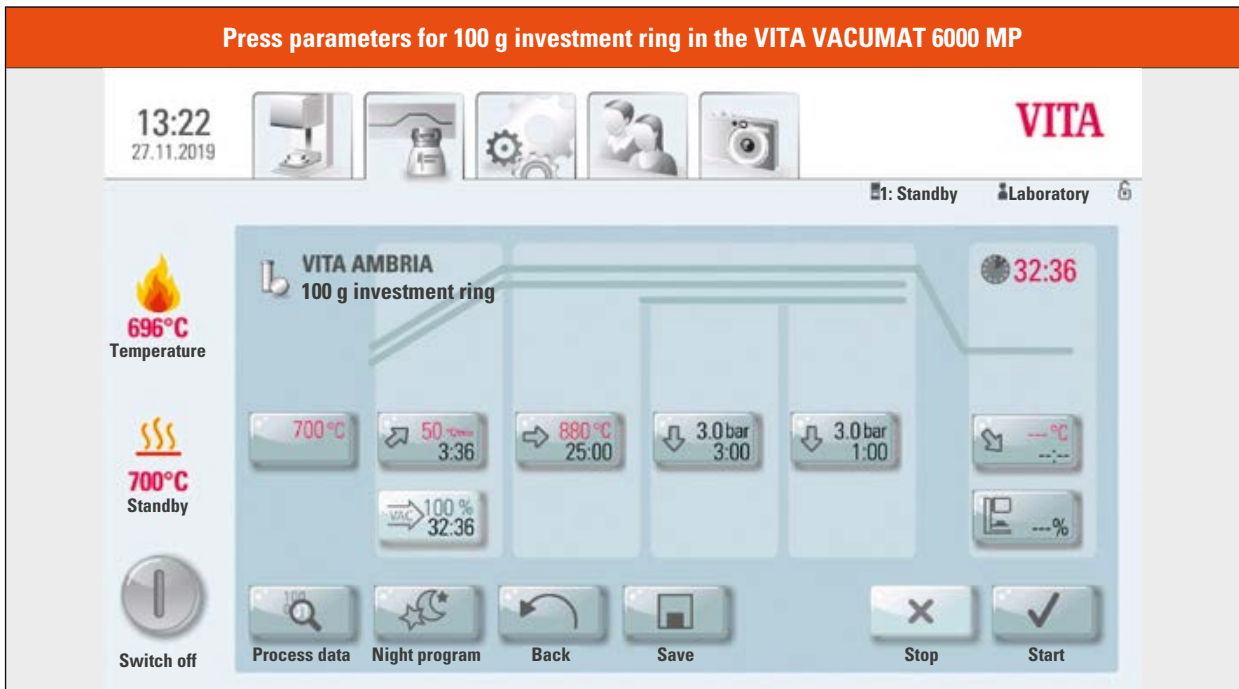 Press parameters for 100 g investment ring in the VITA VACUMAT 6000 MP
13:22
27.11.2019
VITA
1: Standby
Laboratory
VITA AMBRIA
100 g investment ring
32:36
696°C
Temperature
700°C
Standby
700°C
50 °C/min
3:36
880°C
25:00
3.0 bar
3:00
3.0 bar
1:00
---°C
--:--
VAC
100 %
32:36
---%
Switch off
Process data
Night program
Back
Save
Stop
Start